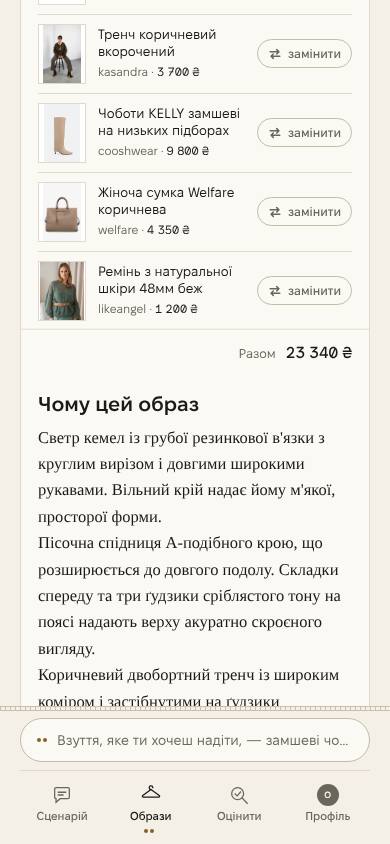 Тренч коричневий
вкорочений
kasandra · 3 700 ₴
замінити
Чоботи KELLY замшеві
на низьких підборах
cooshwear · 9 800 ₴
замінити
Жіноча сумка Welfare
коричнева
welfare · 4 350 ₴
замінити
Ремінь з натуральної
шкіри 48мм беж
likeangel · 1 200 ₴
замінити
Разом 23 340 ₴
Чому цей образ
Светр кемел із грубої резинкової в'язки з
круглим вирізом і довгими широкими
рукавами. Вільний крій надає йому м'якої,
просторої форми.
Пісочна спідниця А-подібного крою, що
розширюється до довгого подолу. Складки
спереду та три ґудзики сріблястого тону на
поясі надають верху акуратно скроєного
вигляду.
Коричневий двобортний тренч із широким
коміром і застібнутими на ґудзики
Взуття, яке ти хочеш надіти, — замшеві чо...
Сценарій
Образи
Оцінити
О
Профіль